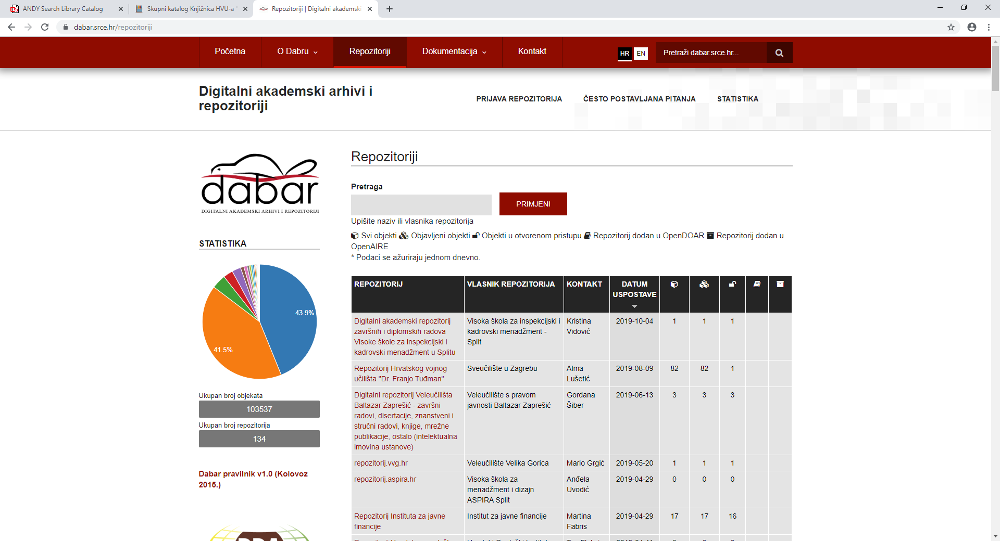 ANDY Search Library Catalog
Skupni katalog Knjižnica HVU-a
Repozitoriji | Digitalni akademski
dabar.srce.hr/repozitoriji
Početna
O Dabru
Repozitoriji
Dokumentacija
Kontakt
HR
EN
Pretraži dabar.srce.hr...
Digitalni akademski arhivi i
repozitoriji
PRIJAVA REPOZITORIJA
ČESTO POSTAVLJANA PITANJA
STATISTIKA
dabar
DIGITALNI AKADEMSKI ARHIVI I REPOZITORIJI
STATISTIKA
43.9%
41.5%
Ukupan broj objekata
103537
Ukupan broj repozitorija
134
Dabar pravilnik v1.0 (Kolovoz
2015.)
Repozitoriji
Pretraga
PRIMJENI
Upišite naziv ili vlasnika repozitorija
Svi objekti Objavljeni objekti Objekti u otvorenom pristupu Repozitorij dodan u OpenDOAR Repozitorij dodan u
OpenAIRE
* Podaci se ažuriraju jednom dnevno.
REPOZITORIJ VLASNIK REPOZITORIJA KONTAKT DATUM
USPOSTAVE
Digitalni akademski repozitorij Visoka škola za inspekcijski i Kristina 2019-10-04 1 1 1
završnih i diplomskih radova kadrovski menadžment - Vidović
Visoke škole za inspekcijski i Split
kadrovski menadžment u Splitu
Repozitorij Hrvatskog vojnog Sveučilište u Zagrebu Alma 2019-08-09 82 82 1
učilišta "Dr. Franjo Tuđman" Lušetić
Digitalni repozitorij Veleučilišta Veleučilište s pravom Gordana 2019-06-13 3 3 3
Baltazar Zaprešić - završni javnosti Baltazar Zaprešić Šiber
radovi, disertacije, znanstveni i
stručni radovi, knjige, mrežne
publikacije, ostalo (intelektualna
imovina ustanove)
repozitorij.vvg.hr Veleučilište Velika Gorica Mario Grgić 2019-05-20 1 1 1
repozitorij.aspira.hr Visoka škola za Anđela 2019-04-29 0 0 0
menadžment i dizajn Uvodić
ASPIRA Split
Repozitorij Instituta za javne Institut za javne financije Martina 2019-04-29 17 17 16
financije Fabris